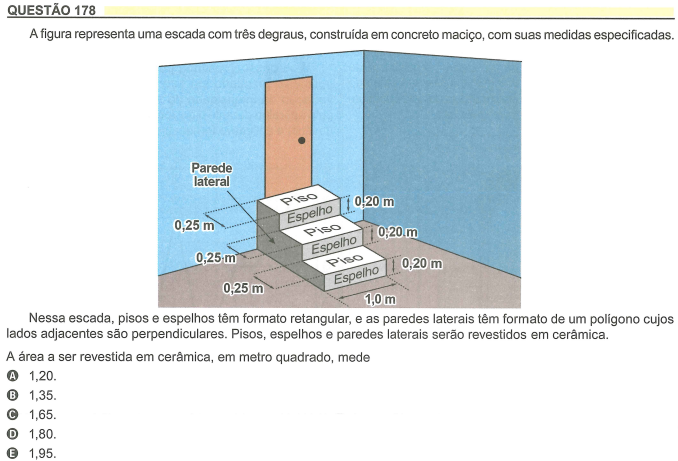 QUESTÃO 178
A figura representa uma escada com três degraus, construída em concreto maciço, com suas medidas especificadas.
Parede
lateral
Piso
0,20 m
Espelho
0,25 m
Piso
0,20 m
Espelho
0,25 m
Piso
0,20 m
Espelho
0,25 m
1,0 m
Nessa escada, pisos e espelhos têm formato retangular, e as paredes laterais têm formato de um polígono cujos
lados adjacentes são perpendiculares. Pisos, espelhos e paredes laterais serão revestidos em cerâmica.
A área a ser revestida em cerâmica, em metro quadrado, mede
A 1,20.
B 1,35.
C 1,65.
D 1,80.
E 1,95.